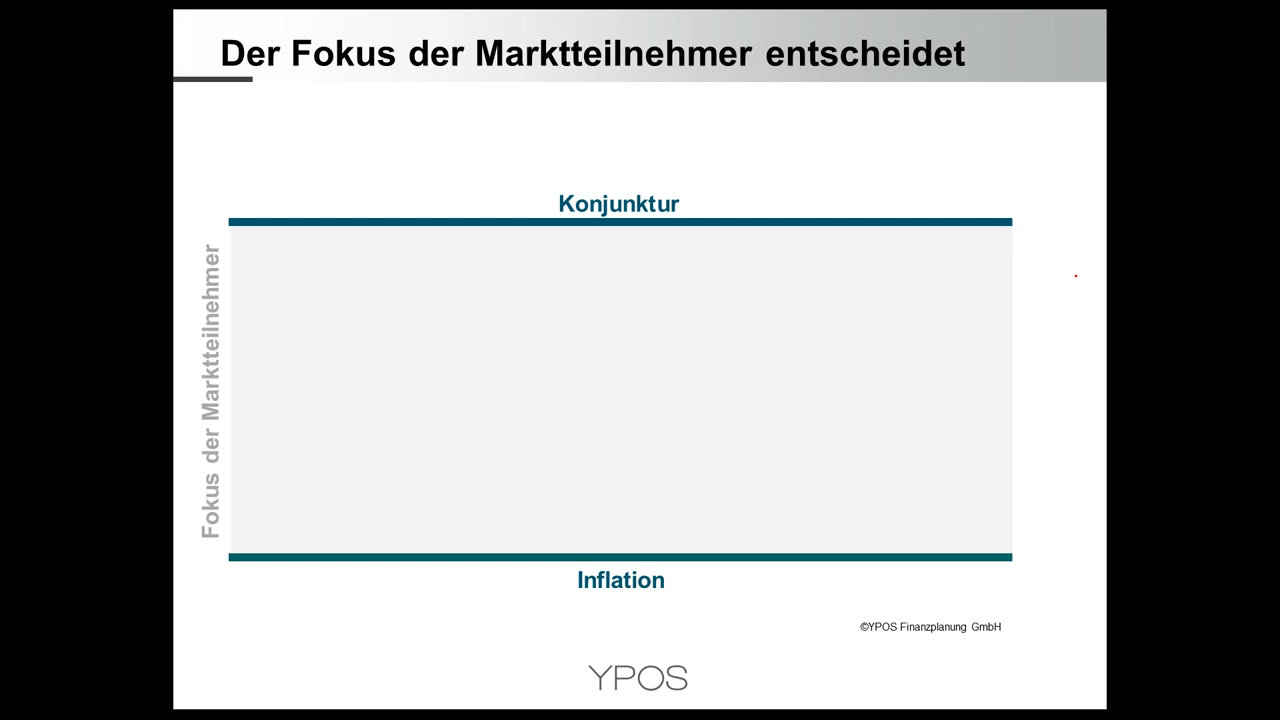 Der Fokus der Marktteilnehmer entscheidet
Konjunktur
Fokus der Marktteilnehmer
Inflation
©YPOS Finanzplanung GmbH
YPOS